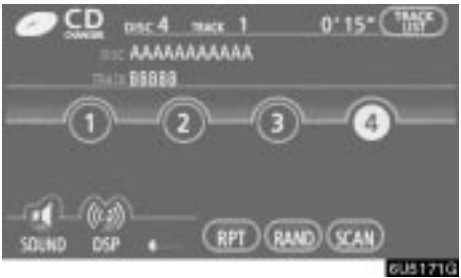 CD CHANGER DISC 4 TRACK 1 0'15" TRACK LIST
DISC AAAAAAAAAAA
TRACK BBBBB
1 2 3 4
SOUND DSP RPT RAND SCAN
6U5171G